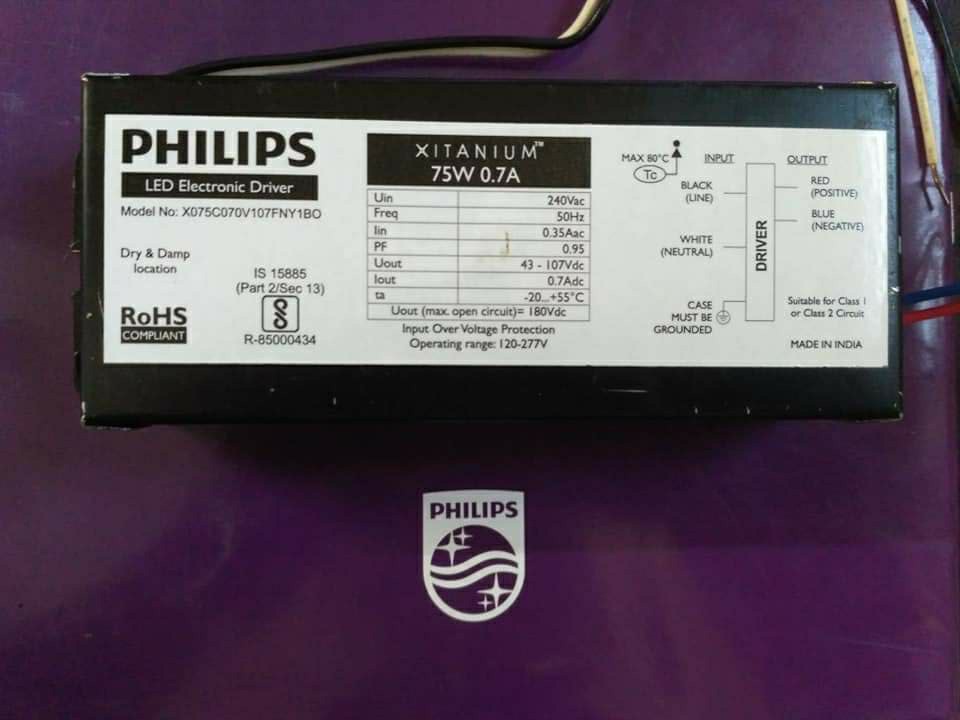 PHILIPS
LED Electronic Driver
Model No: X075C070V107FNY1BO
Dry & Damp
location
IS 15885
(Part 2/Sec 13)
RoHS
COMPLIANT
R-85000434
XITANIUM™
75W 0.7A
Uin 240Vac
Freq 50Hz
Iin 0.35Aac
PF 0.95
Uout 43 - 107Vdc
Iout 0.7Adc
ta -20...+55°C
Uout (max. open circuit)= 180Vdc
Input Over Voltage Protection
Operating range: 120-277V
MAX 80°C
Tc
INPUT
OUTPUT
BLACK
(LINE)
WHITE
(NEUTRAL)
CASE
MUST BE
GROUNDED
DRIVER
RED
(POSITIVE)
BLUE
(NEGATIVE)
Suitable for Class 1
or Class 2 Circuit
MADE IN INDIA
PHILIPS